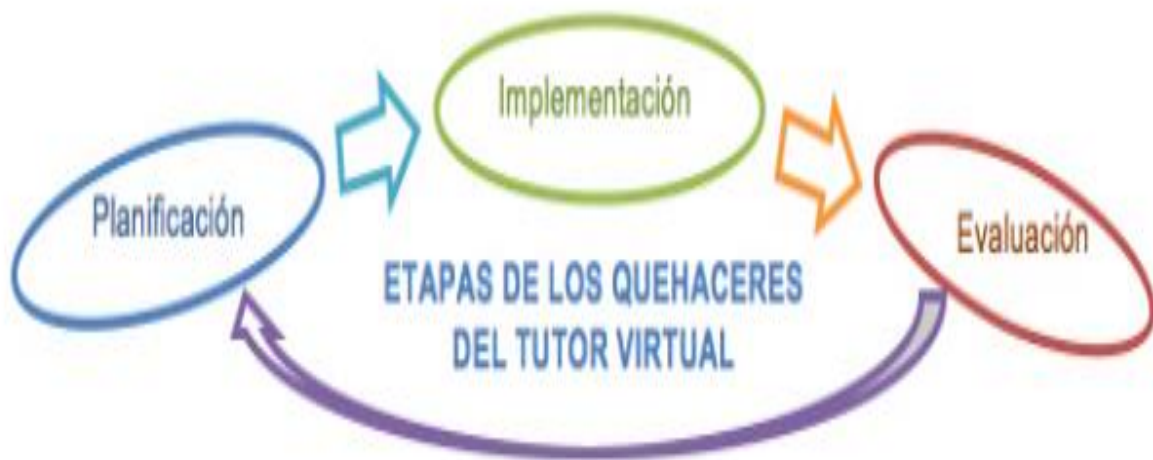 Implementación
Planificación
Evaluación
ETAPAS DE LOS QUEHACERES
DEL TUTOR VIRTUAL